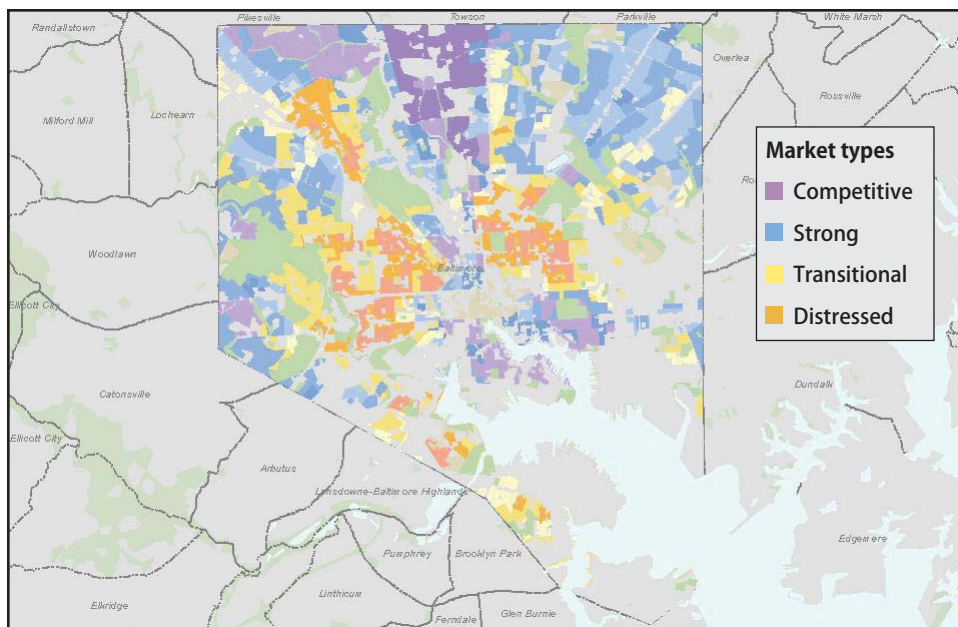 Pikesville
Towson
Parkville
White Marsh
Randallstown
Overlea
Rossville
Milford Mill
Lochearn
Market types
Competitive
Strong
Transitional
Distressed
Ro
Woodlawn
Baltimore
Ellicott City
Catonsville
Dundalk
Ellicott City
Arbutus
Lansdowne-Baltimore Highlands
Edgemere
Pumphrey
Brooklyn Park
Elkridge
Linthicum
Ferndale
Glen Burnie